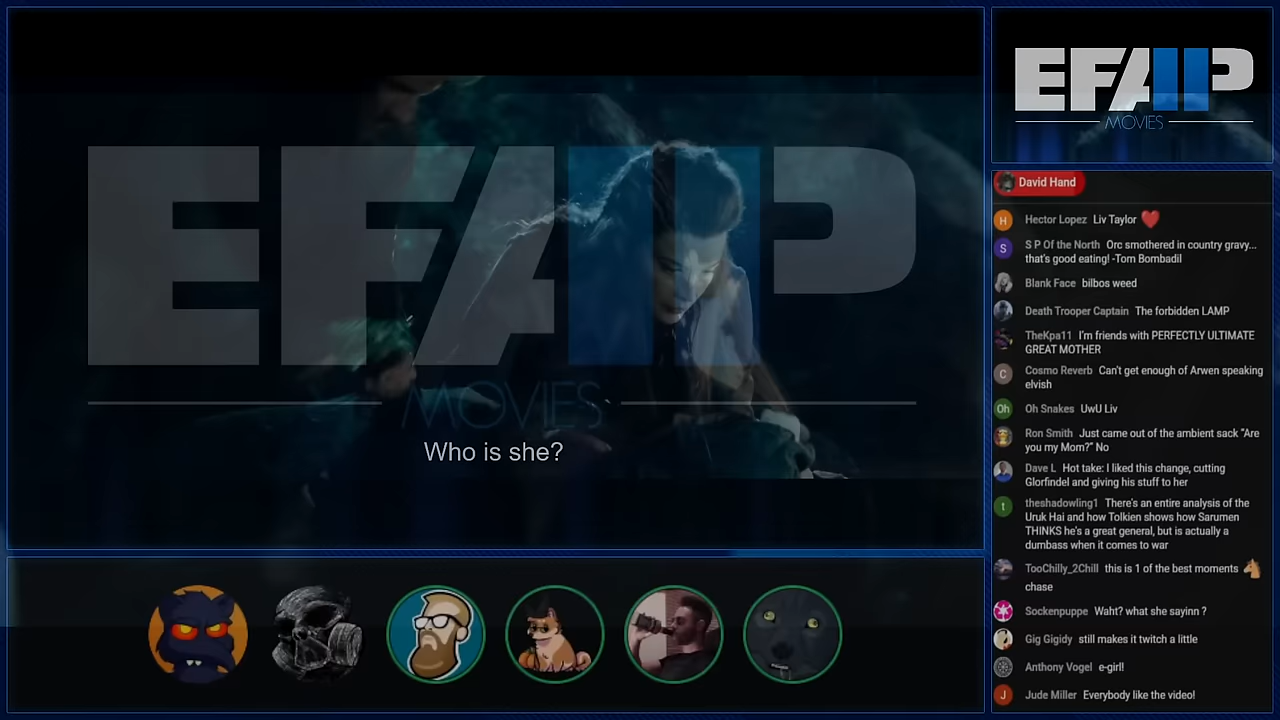 EFAP
MOVIES
Who is she?
EFAP
MOVIES
David Hand
Hector Lopez Liv Taylor
S P Of the North Orc smothered in country gravy...
that's good eating! -Tom Bombadil
Blank Face bilbos weed
Death Trooper Captain The forbidden LAMP
TheKpa11 I'm friends with PERFECTLY ULTIMATE
GREAT MOTHER
Cosmo Reverb Can't get enough of Arwen speaking
elvish
Oh Snakes UwU Liv
Ron Smith Just came out of the ambient sack "Are
you my Mom?" No
Dave L Hot take: I liked this change, cutting
Glorfindel and giving his stuff to her
theshadowling1 There's an entire analysis of the
Uruk Hai and how Tolkien shows how Sarumen
THINKS he's a great general, but is actually a
dumbass when it comes to war
TooChilly_2Chill this is 1 of the best moments
chase
Sockenpuppe Waht? what she sayinn ?
Gig Gigidy still makes it twitch a little
Anthony Vogel e-girl!
Jude Miller Everybody like the video!
H
S
C
Oh
t
J